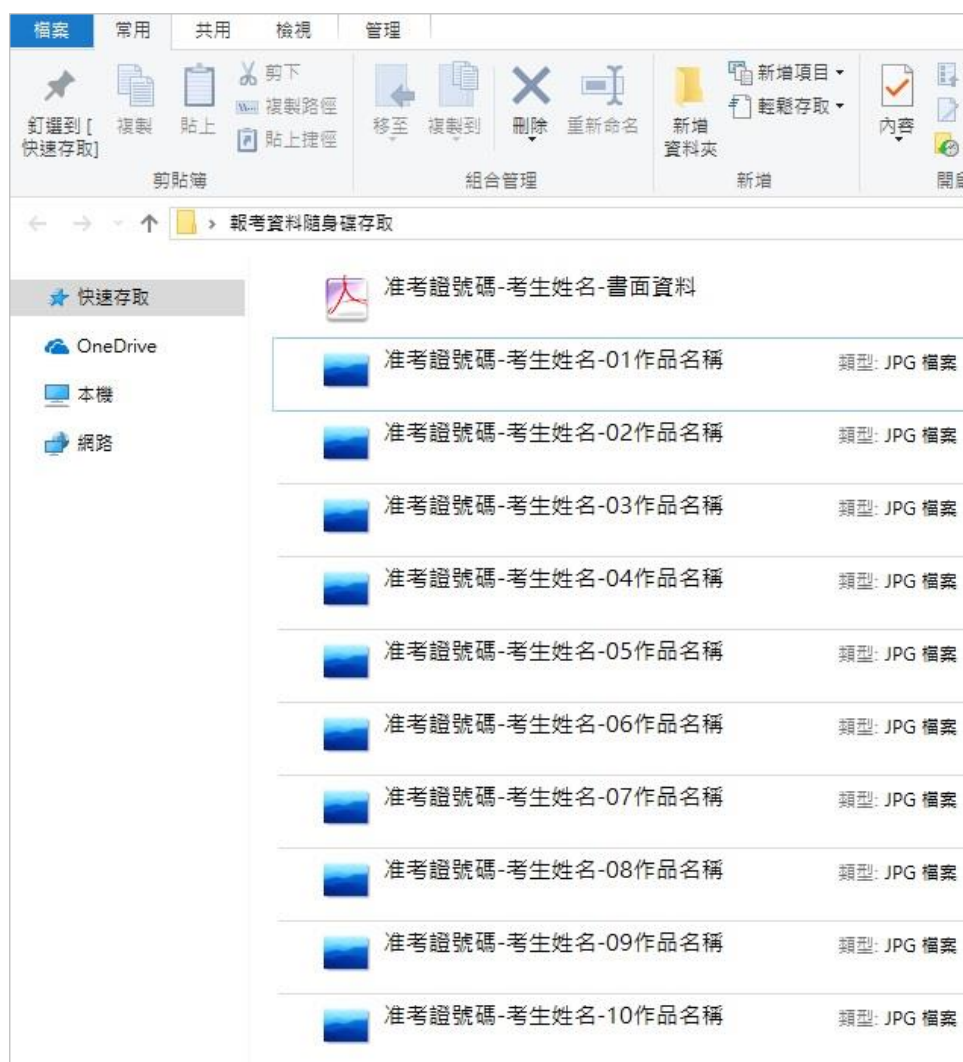 檔案 常用 共用 檢視 管理
釘選到 [
快速存取]
複製
貼上
剪下
複製路徑
貼上捷徑
移至
複製到
刪除
重新命名
新增
資料夾
新增項目
輕鬆存取
內容
剪貼簿 組合管理 新增
報考資料隨身碟存取
快速存取
OneDrive
本機
網路
准考證號碼-考生姓名-書面資料
准考證號碼-考生姓名-01作品名稱 類型: JPG 檔案
准考證號碼-考生姓名-02作品名稱 類型: JPG 檔案
准考證號碼-考生姓名-03作品名稱 類型: JPG 檔案
准考證號碼-考生姓名-04作品名稱 類型: JPG 檔案
准考證號碼-考生姓名-05作品名稱 類型: JPG 檔案
准考證號碼-考生姓名-06作品名稱 類型: JPG 檔案
准考證號碼-考生姓名-07作品名稱 類型: JPG 檔案
准考證號碼-考生姓名-08作品名稱 類型: JPG 檔案
准考證號碼-考生姓名-09作品名稱 類型: JPG 檔案
准考證號碼-考生姓名-10作品名稱 類型: JPG 檔案